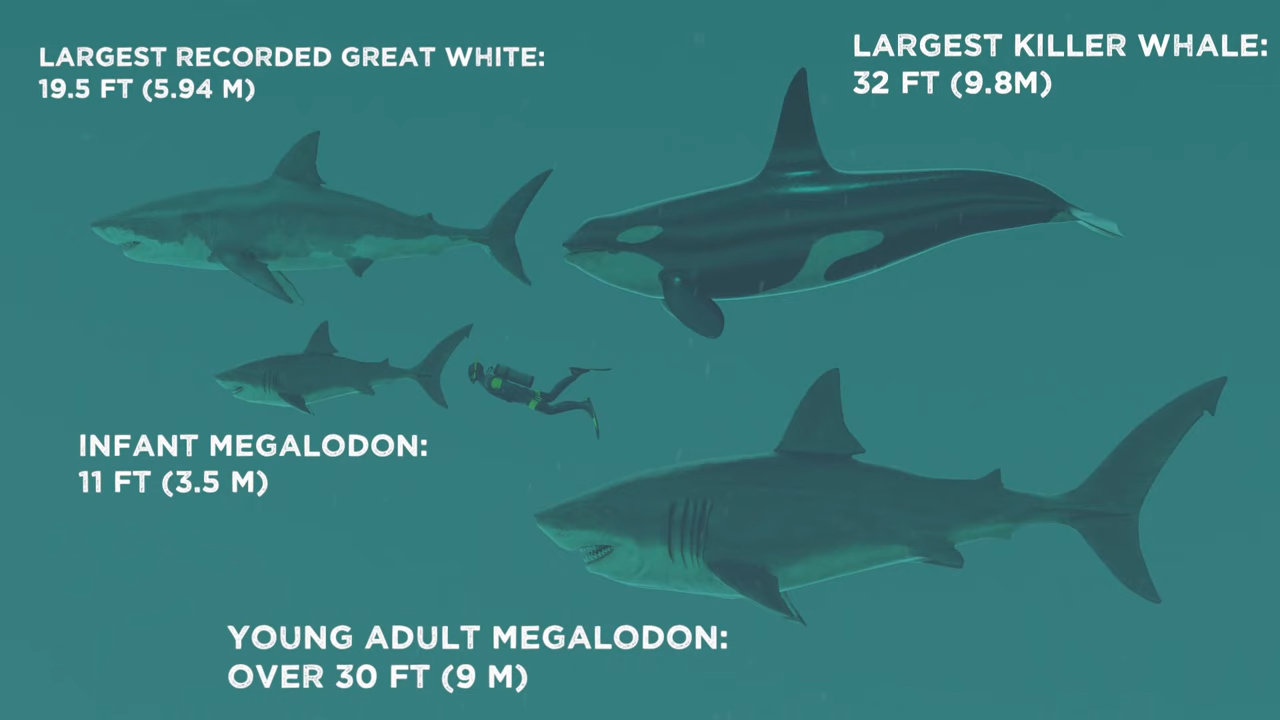 LARGEST RECORDED GREAT WHITE:
19.5 FT (5.94 M)
LARGEST KILLER WHALE:
32 FT (9.8M)
INFANT MEGALODON:
11 FT (3.5 M)
YOUNG ADULT MEGALODON:
OVER 30 FT (9 M)